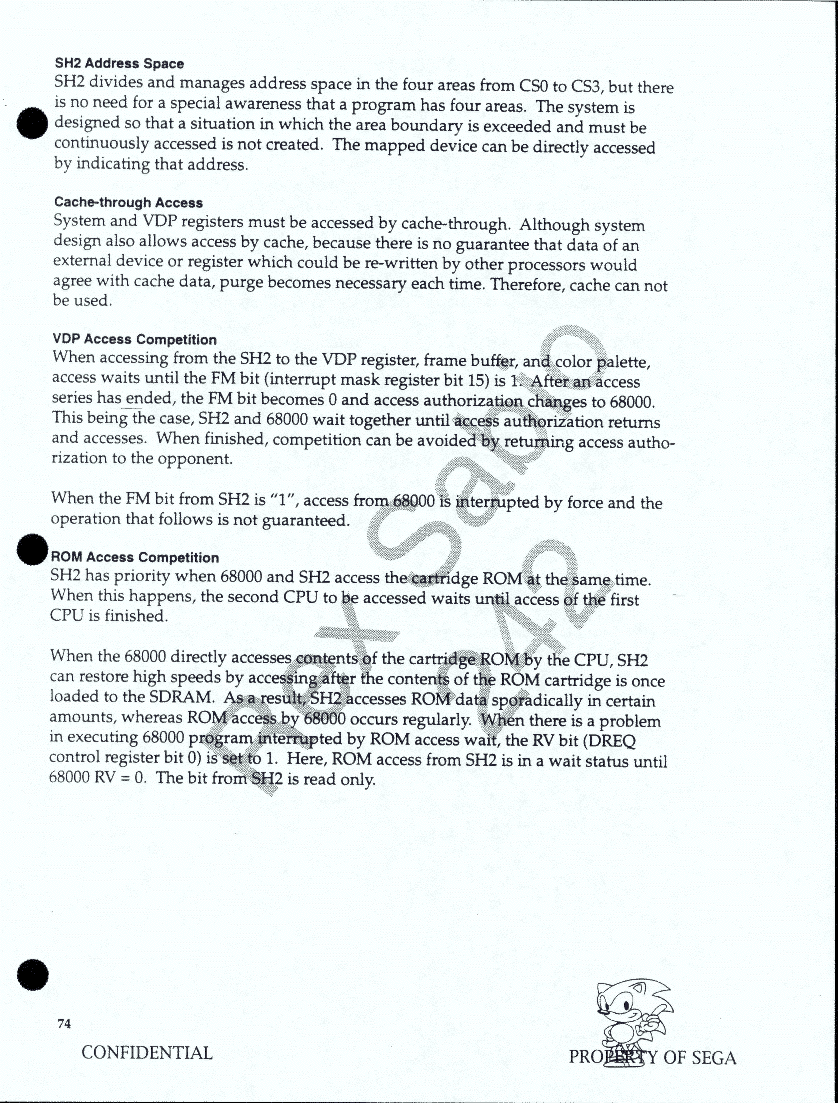 SH2 Address Space
SH2 divides and manages address space in the four areas from CS0 to CS3, but there
is no need for a special awareness that a program has four areas.  The system is
designed so that a situation in which the area boundary is exceeded and must be
continuously accessed is not created.  The mapped device can be directly accessed
by indicating that address.
Cache-through Access
System and VDP registers must be accessed by cache-through.  Although system
design also allows access by cache, because there is no guarantee that data of an
external device or register which could be re-written by other processors would
agree with cache data, purge becomes necessary each time. Therefore, cache can not
be used.
VDP Access Competition
When accessing from the SH2 to the VDP register, frame buffer, and color palette,
access waits until the FM bit (interrupt mask register bit 15) is 1.  After an access
series has ended, the FM bit becomes 0 and access authorization changes to 68000.
This being the case, SH2 and 68000 wait together until access authorization returns
and accesses.  When finished, competition can be avoided by returning access autho-
rization to the opponent.
When the FM bit from SH2 is "1", access from 68000 is interrupted by force and the
operation that follows is not guaranteed.
ROM Access Competition
SH2 has priority when 68000 and SH2 access the cartridge ROM at the same time.
When this happens, the second CPU to be accessed waits until access of the first
CPU is finished.
When the 68000 directly accesses contents of the cartridge ROM by the CPU, SH2
can restore high speeds by accessing after the contents of the ROM cartridge is once
loaded to the SDRAM.  As a result, SH2 accesses ROM data sporadically in certain
amounts, whereas ROM access by 68000 occurs regularly.  When there is a problem
in executing 68000 program interrupted by ROM access wait, the RV bit (DREQ
control register bit 0) is set to 1.  Here, ROM access from SH2 is in a wait status until
68000 RV = 0.  The bit from SH2 is read only.
Rex Sabio
242
74
CONFIDENTIAL
PROPERTY OF SEGA